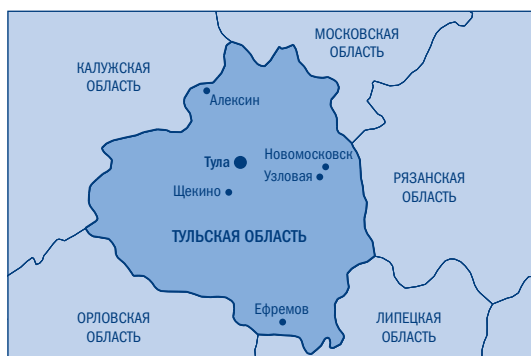 МОСКОВСКАЯ
ОБЛАСТЬ
КАЛУЖСКАЯ
ОБЛАСТЬ
Алексин
Тула
Новомосковск
Узловая
Щекино
РЯЗАНСКАЯ
ОБЛАСТЬ
ТУЛЬСКАЯ ОБЛАСТЬ
Ефремов
ОРЛОВСКАЯ
ОБЛАСТЬ
ЛИПЕЦКАЯ
ОБЛАСТЬ